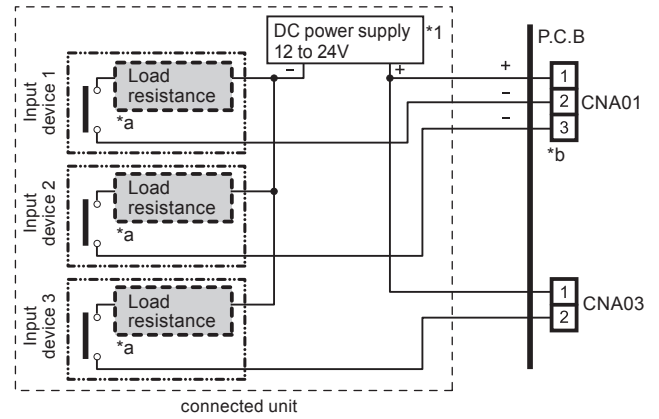 DC power supply
12 to 24V
*1
P.C.B
Input
device 1
Load
resistance
*a
–
+
+
–
–
1
2
3
CNA01
*b
Input
device 2
Load
resistance
*a
Input
device 3
Load
resistance
*a
1
2
CNA03
connected unit